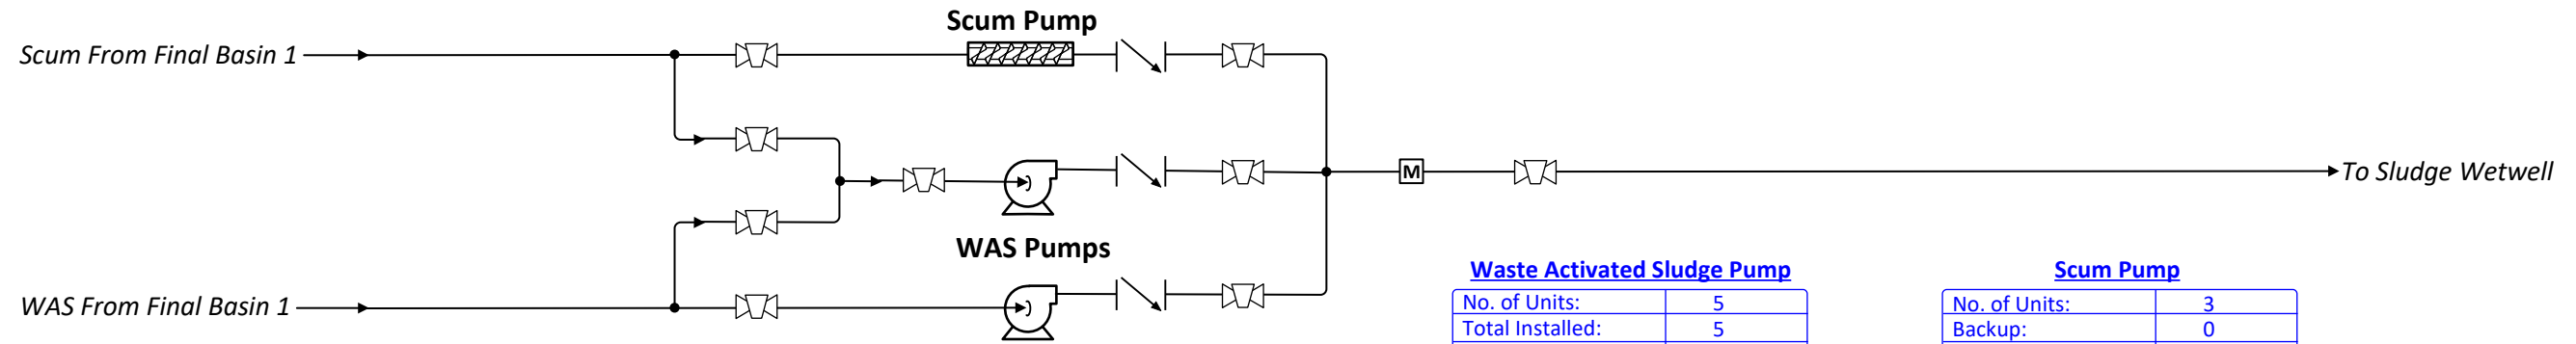 Scum Pump
Scum From Final Basin 1
M
To Sludge Wetwell
WAS Pumps
WAS From Final Basin 1
Waste Activated Sludge Pump
No. of Units: 5
Total Installed: 5
Scum Pump
No. of Units: 3
Backup: 0